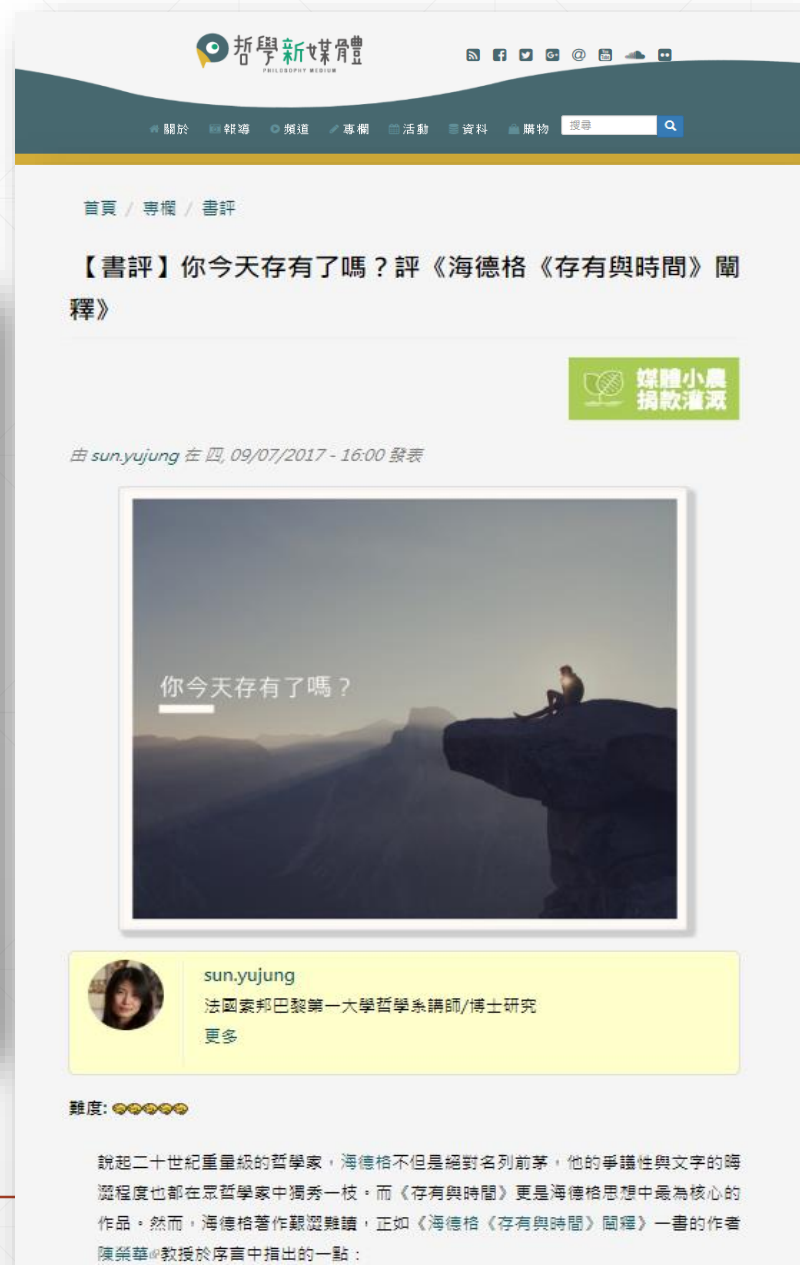 哲學新媒體
PHILOSOPHY MEDIUM
關於 報導 頻道 專欄 活動 資料 購物 搜尋
首頁 / 專欄 / 書評
【書評】你今天存有了嗎？評《海德格《存有與時間》闡
釋》
媒體小農
捐款灌溉
由 sun.yujung 在 四, 09/07/2017 - 16:00 發表
你今天存有了嗎？
sun.yujung
法國索邦巴黎第一大學哲學系講師/博士研究
更多
難度:
說起二十世紀重量級的哲學家，海德格不但是絕對名列前茅，他的爭議性與文字的晦
澀程度也都在眾哲學家中獨秀一枝。而《存有與時間》更是海德格思想中最為核心的
作品。然而，海德格著作艱澀難讀，正如《海德格《存有與時間》闡釋》一書的作者
陳榮華教授於序言中指出的一點：